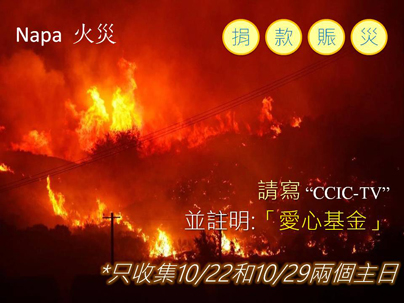 Napa 火災
捐款賑災
請寫 “CCIC-TV”
並註明:「愛心基金」
*只收集10/22和10/29兩個主日